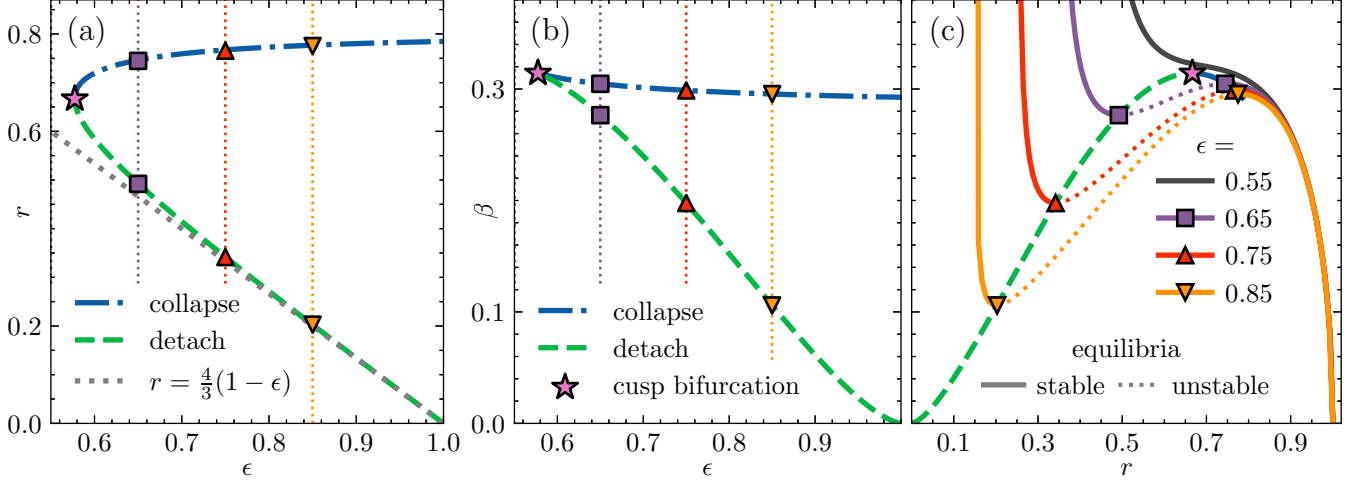 (a)
0.8
0.6
r
0.2
0.0
collapse
detach
r = 4/3(1 − ϵ)
0.6 0.7 0.8 0.9 1.0
ϵ
(b)
0.3
β
0.1
0.0
collapse
detach
cusp bifurcation
0.6 0.7 0.8 0.9
ϵ
(c)
ϵ =
0.55
0.65
0.75
0.85
equilibria
stable unstable
0.1 0.3 0.5 0.7 0.9
r